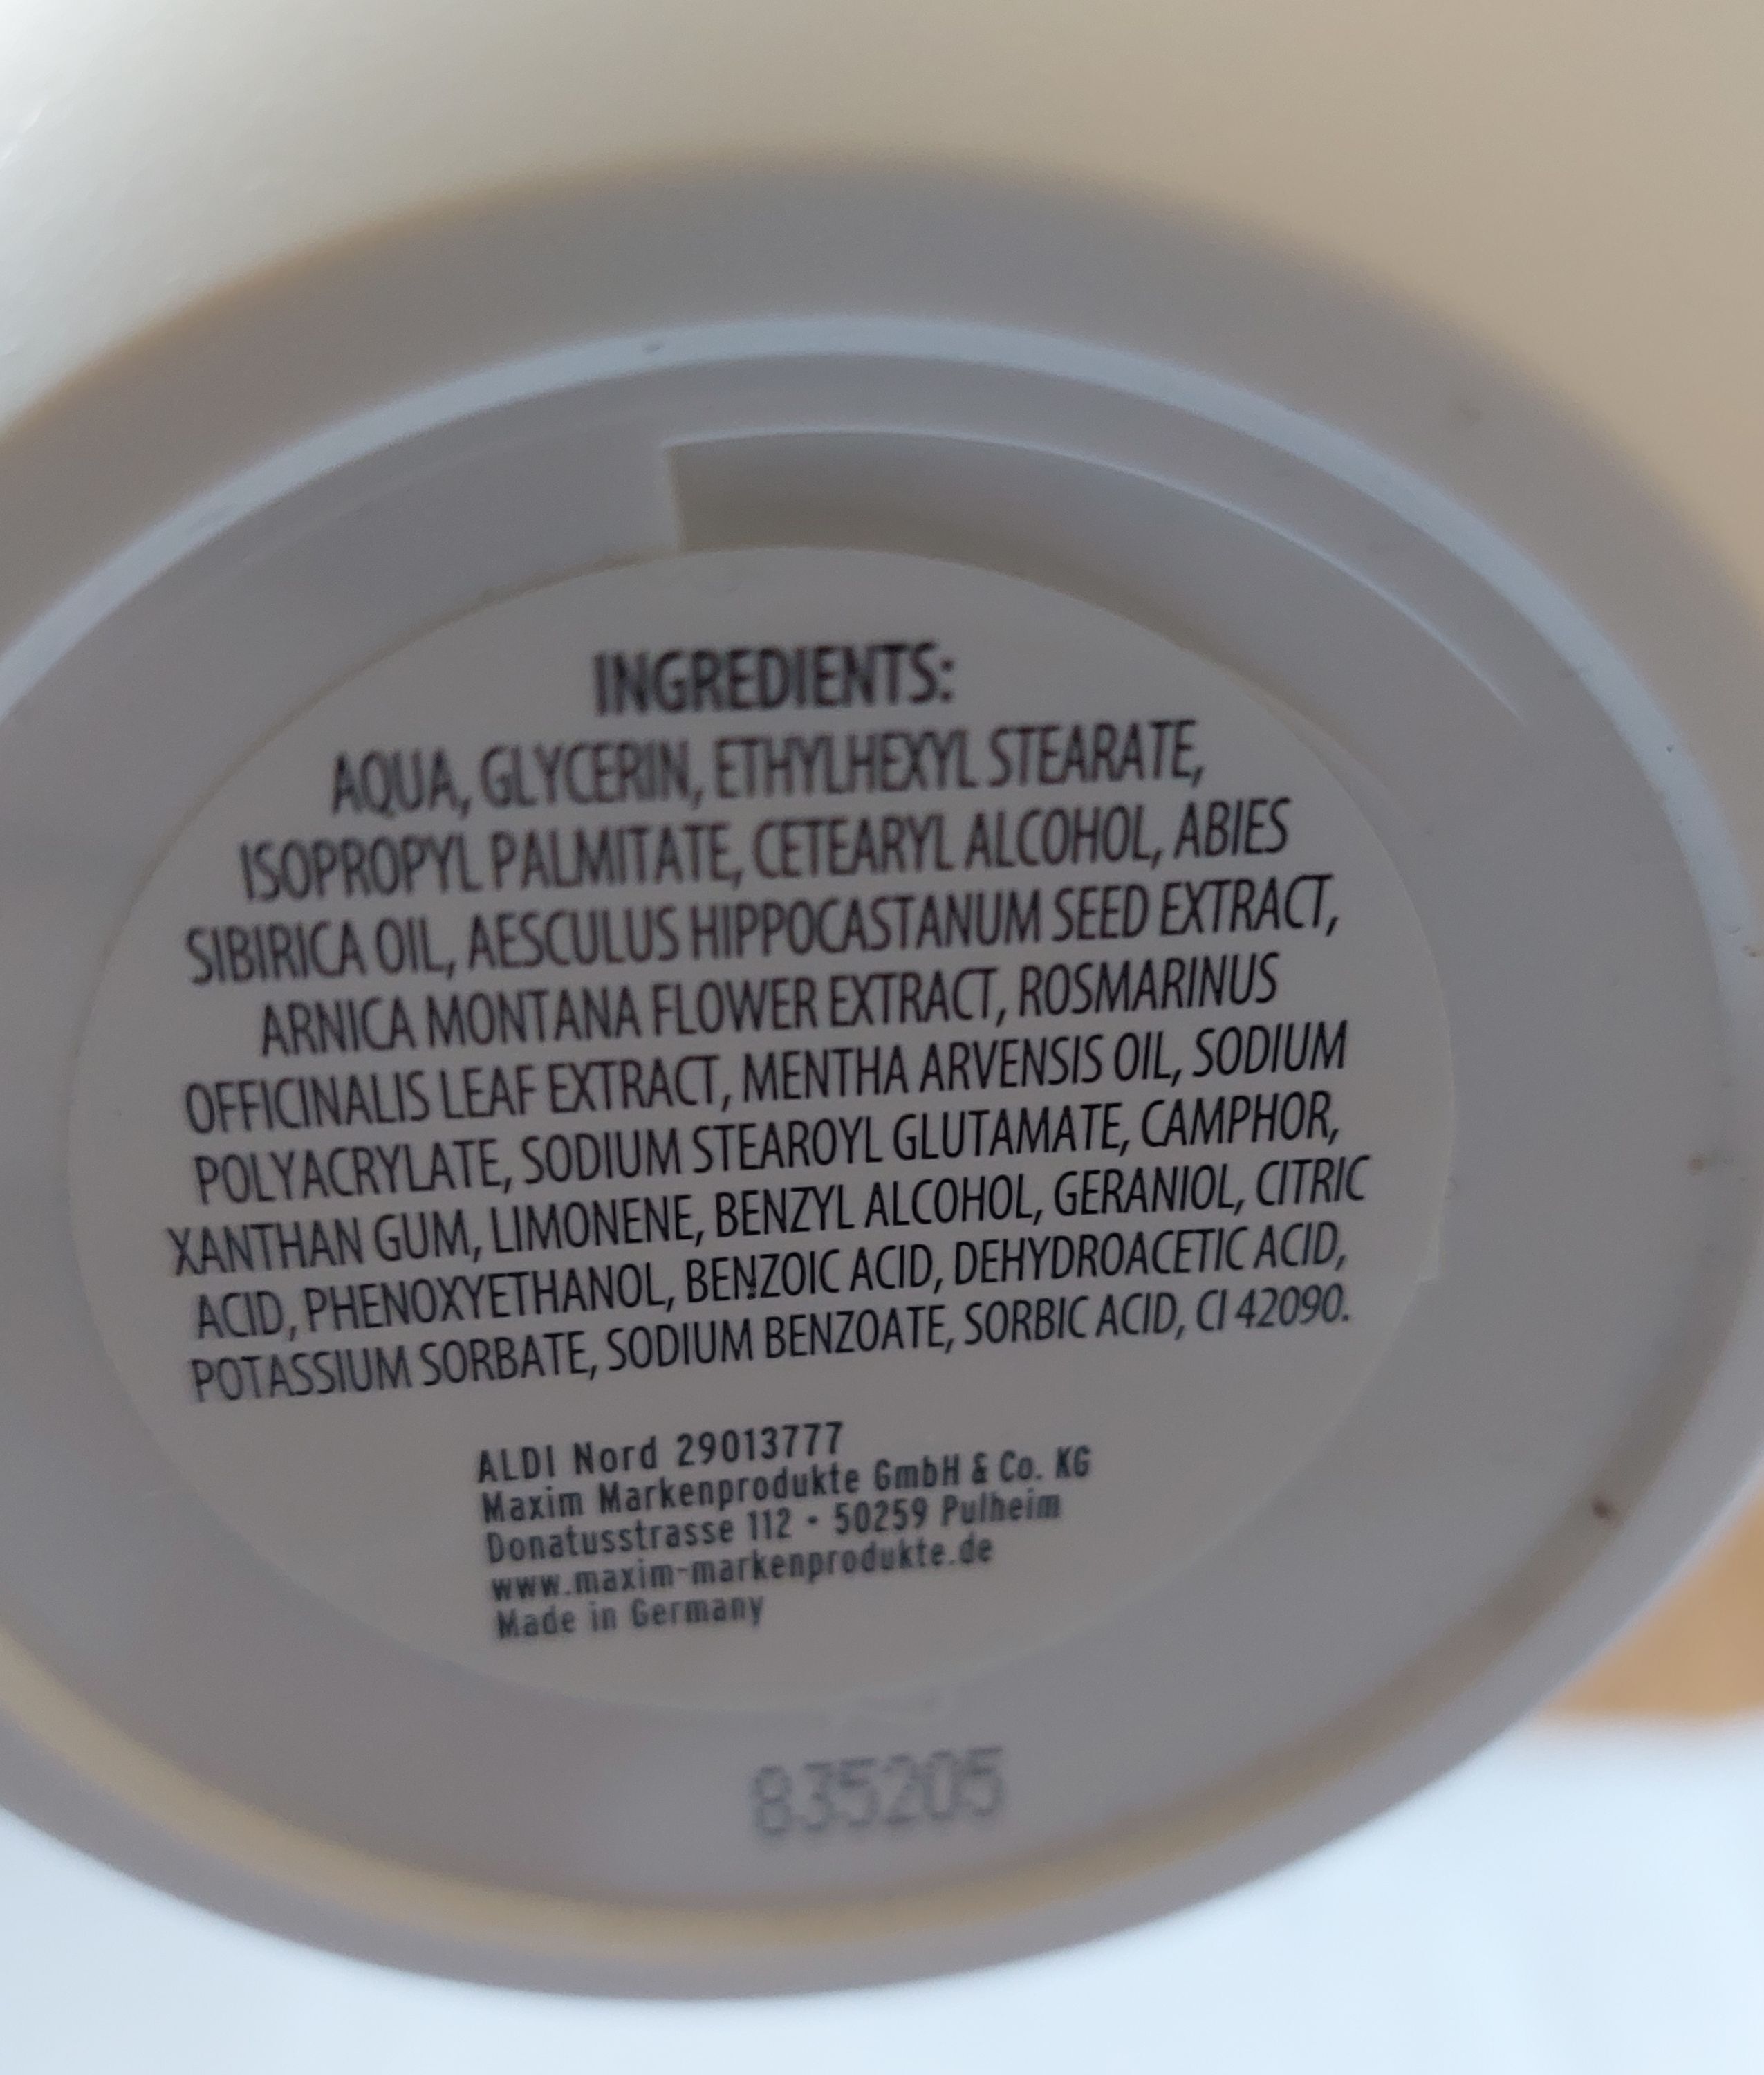 INGREDIENTS:
AQUA, GLYCERIN, ETHYLHEXYL STEARATE,
ISOPROPYL PALMITATE, CETEARYL ALCOHOL, ABIES
SIBIRICA OIL, AESCULUS HIPPOCASTANUM SEED EXTRACT,
ARNICA MONTANA FLOWER EXTRACT, ROSMARINUS
OFFICINALIS LEAF EXTRACT, MENTHA ARVENSIS OIL, SODIUM
POLYACRYLATE, SODIUM STEAROYL GLUTAMATE, CAMPHOR,
XANTHAN GUM, LIMONENE, BENZYL ALCOHOL, GERANIOL, CITRIC
ACID, PHENOXYETHANOL, BENZOIC ACID, DEHYDROACETIC ACID,
POTASSIUM SORBATE, SODIUM BENZOATE, SORBIC ACID, CI 42090.
ALDI Nord 29013777
Maxim Markenprodukte GmbH & Co. KG
Donatusstrasse 112 • 50259 Pulheim
www.maxim-markenprodukte.de
Made in Germany
835205